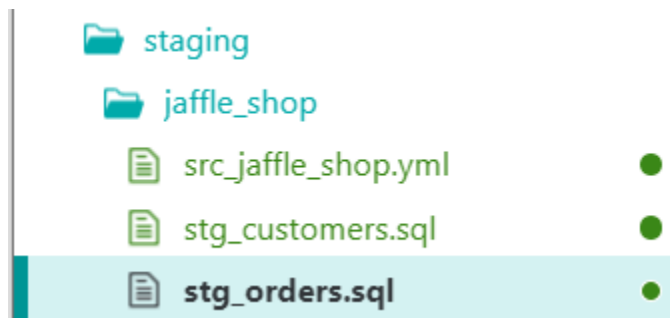 staging
jaffle_shop
src_jaffle_shop.yml
stg_customers.sql
stg_orders.sql